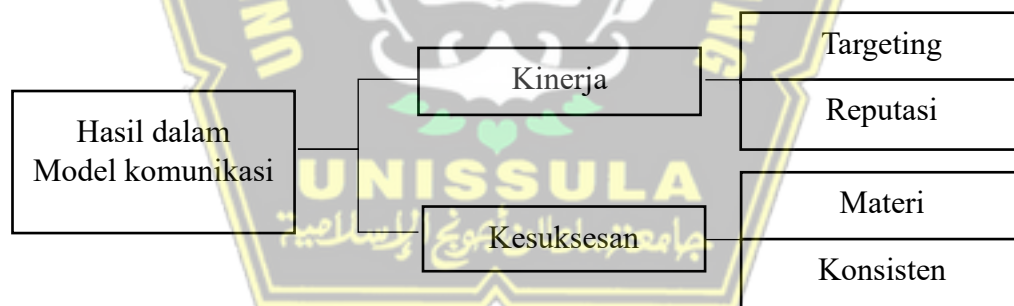 Hasil dalam
Model komunikasi
Kinerja
Targeting
Reputasi
Kesuksesan
Materi
Konsisten
UNISSULA